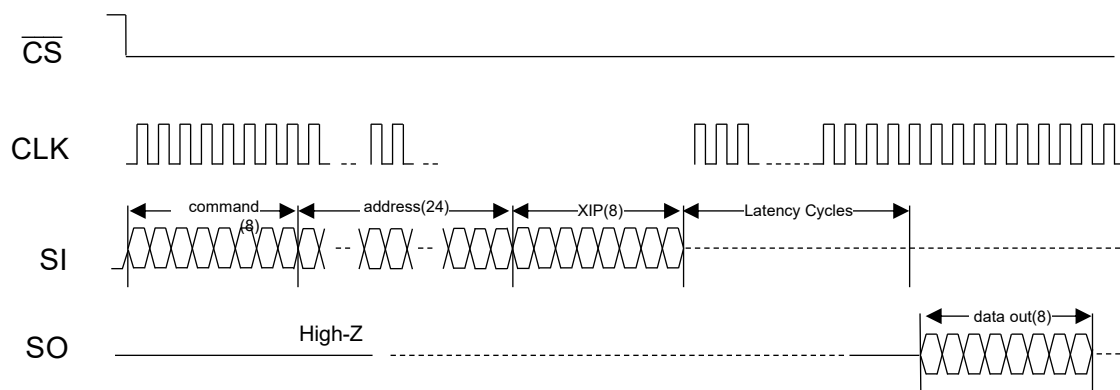 CS
CLK
command
(8)
address(24)
XIP(8)
Latency Cycles
SI
High-Z
data out(8)
SO